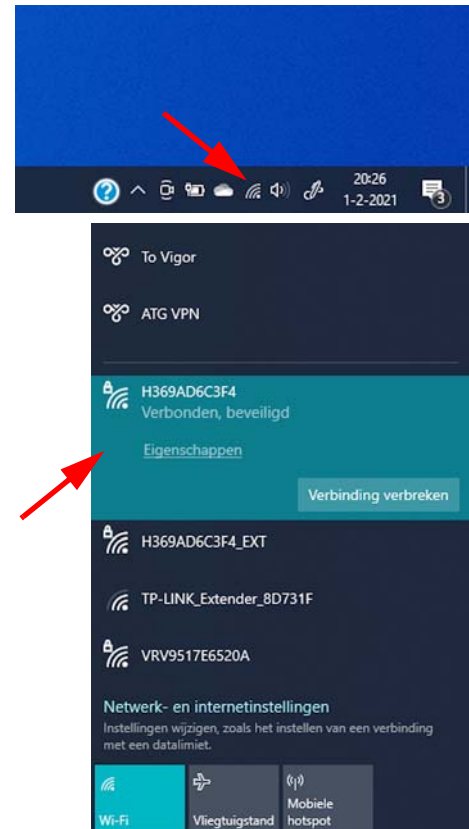 20:26
1-2-2021
3
To Vigor
ATG VPN
H369AD6C3F4
Verbonden, beveiligd
Eigenschappen
Verbinding verbreken
H369AD6C3F4_EXT
TP-LINK_Extender_8D731F
VRV9517E6520A
Netwerk- en internetinstellingen
Instellingen wijzigen, zoals het instellen van een verbinding
met een datalimiet.
Wi-Fi
Vliegtuigstand
Mobiele
hotspot